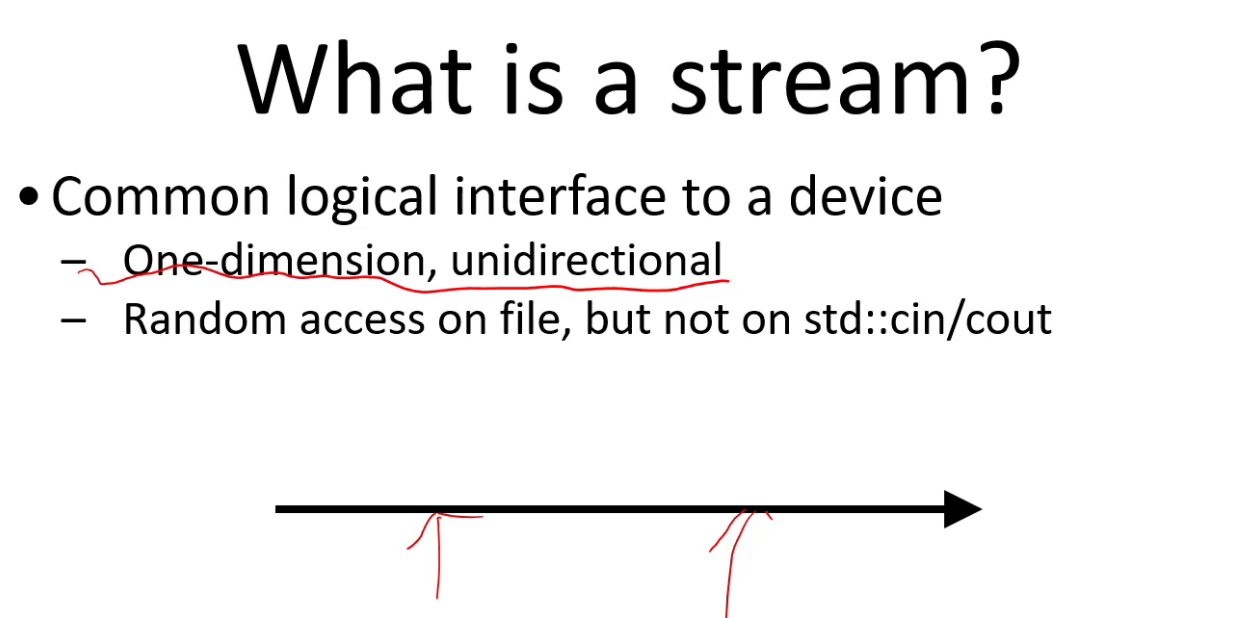 What is a stream?
• Common logical interface to a device
– One-dimension, unidirectional
– Random access on file, but not on std::cin/cout